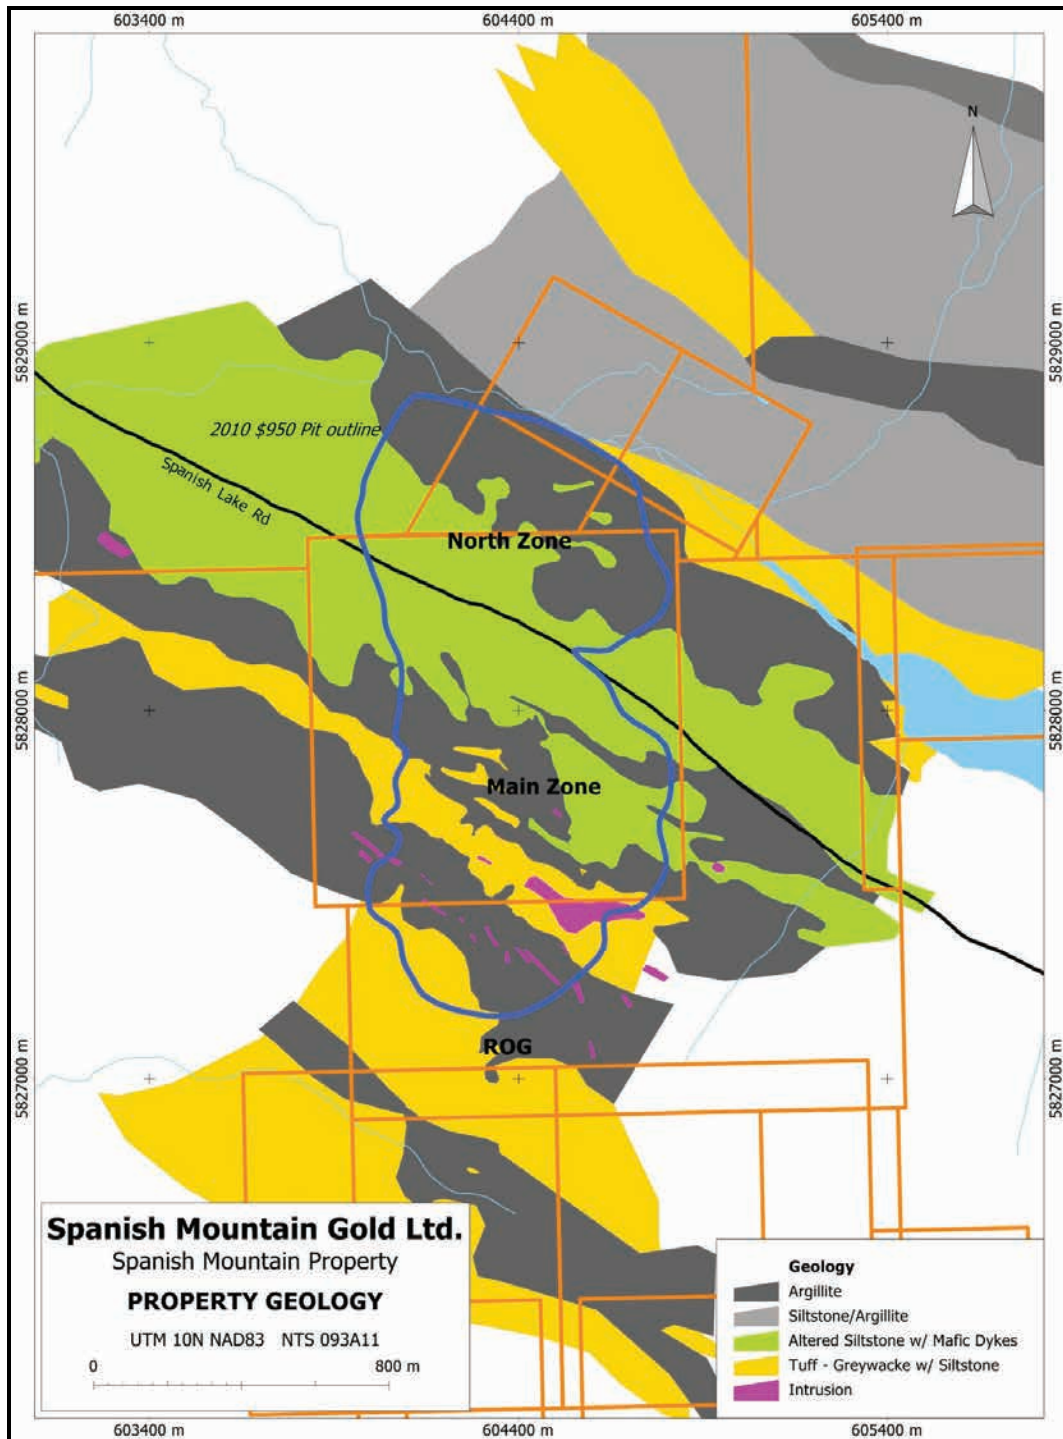 603400 m
604400 m
605400 m
N
5829000 m
5829000 m
2010 $950 Pit outline
Spanish Lake Rd
North Zone
5828000 m
5828000 m
Main Zone
ROG
5827000 m
5827000 m
Spanish Mountain Gold Ltd.
Spanish Mountain Property
PROPERTY GEOLOGY
UTM 10N NAD83 NTS 093A11
0 800 m
Geology
Argillite
Siltstone/Argillite
Altered Siltstone w/ Mafic Dykes
Tuff - Greywacke w/ Siltstone
Intrusion
603400 m
604400 m
605400 m